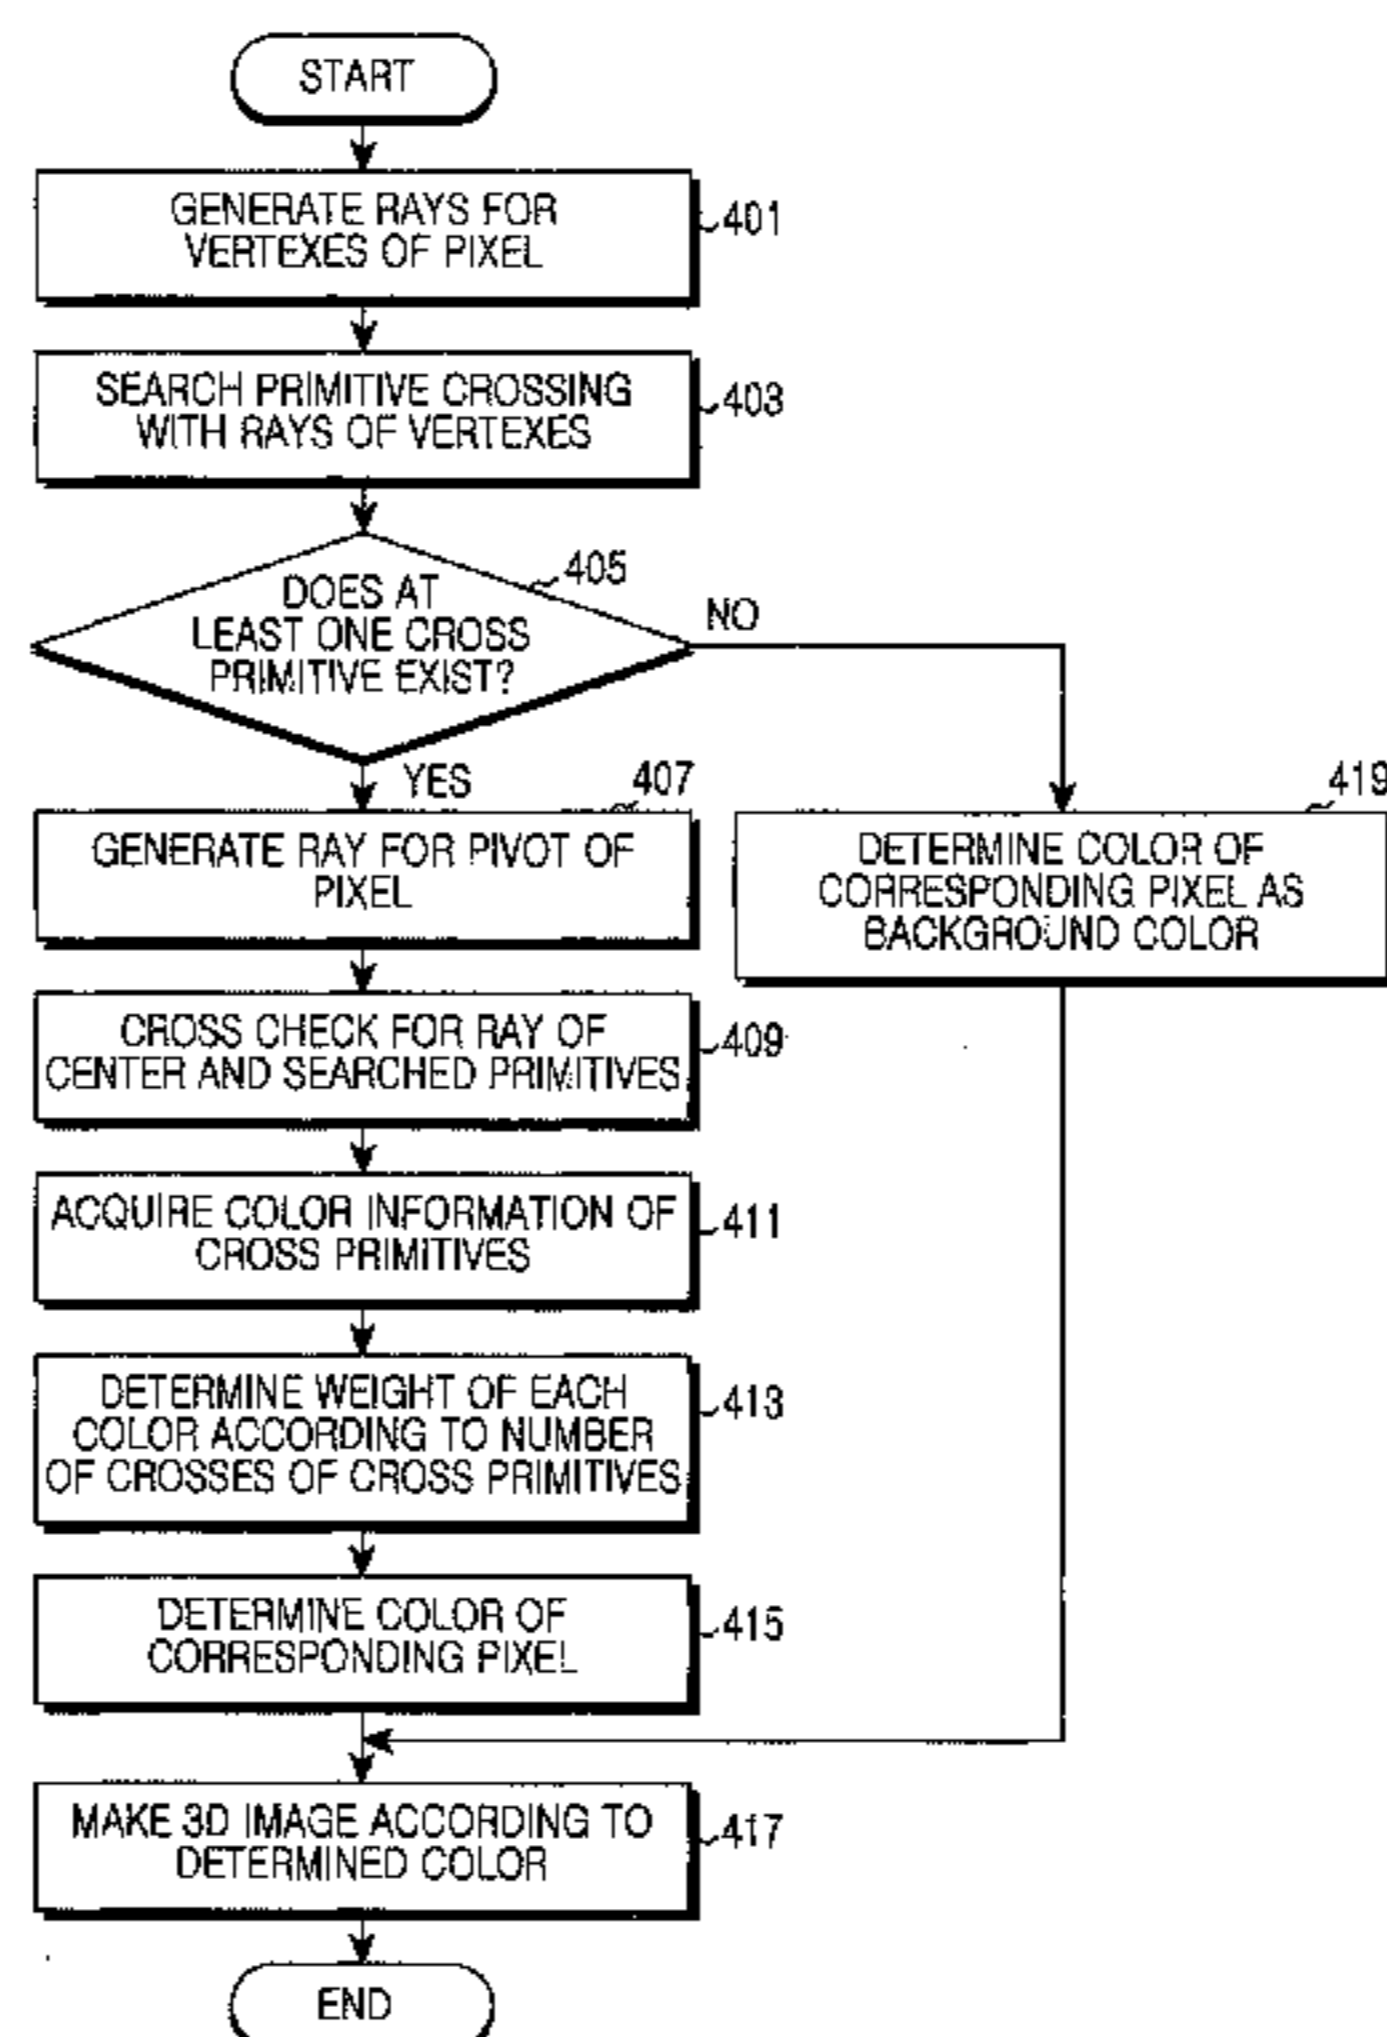 START
GENERATE RAYS FOR
VERTEXES OF PIXEL
401
SEARCH PRIMITIVE CROSSING
WITH RAYS OF VERTEXES
403
DOES AT
LEAST ONE CROSS
PRIMITIVE EXIST?
405
NO
YES
407
GENERATE RAY FOR PIVOT OF
PIXEL
419
DETERMINE COLOR OF
CORRESPONDING PIXEL AS
BACKGROUND COLOR
CROSS CHECK FOR RAY OF
CENTER AND SEARCHED PRIMITIVES
409
ACQUIRE COLOR INFORMATION OF
CROSS PRIMITIVES
411
DETERMINE WEIGHT OF EACH
COLOR ACCORDING TO NUMBER
OF CROSSES OF CROSS PRIMITIVES
413
DETERMINE COLOR OF
CORRESPONDING PIXEL
415
MAKE 3D IMAGE ACCORDING TO
DETERMINED COLOR
417
END